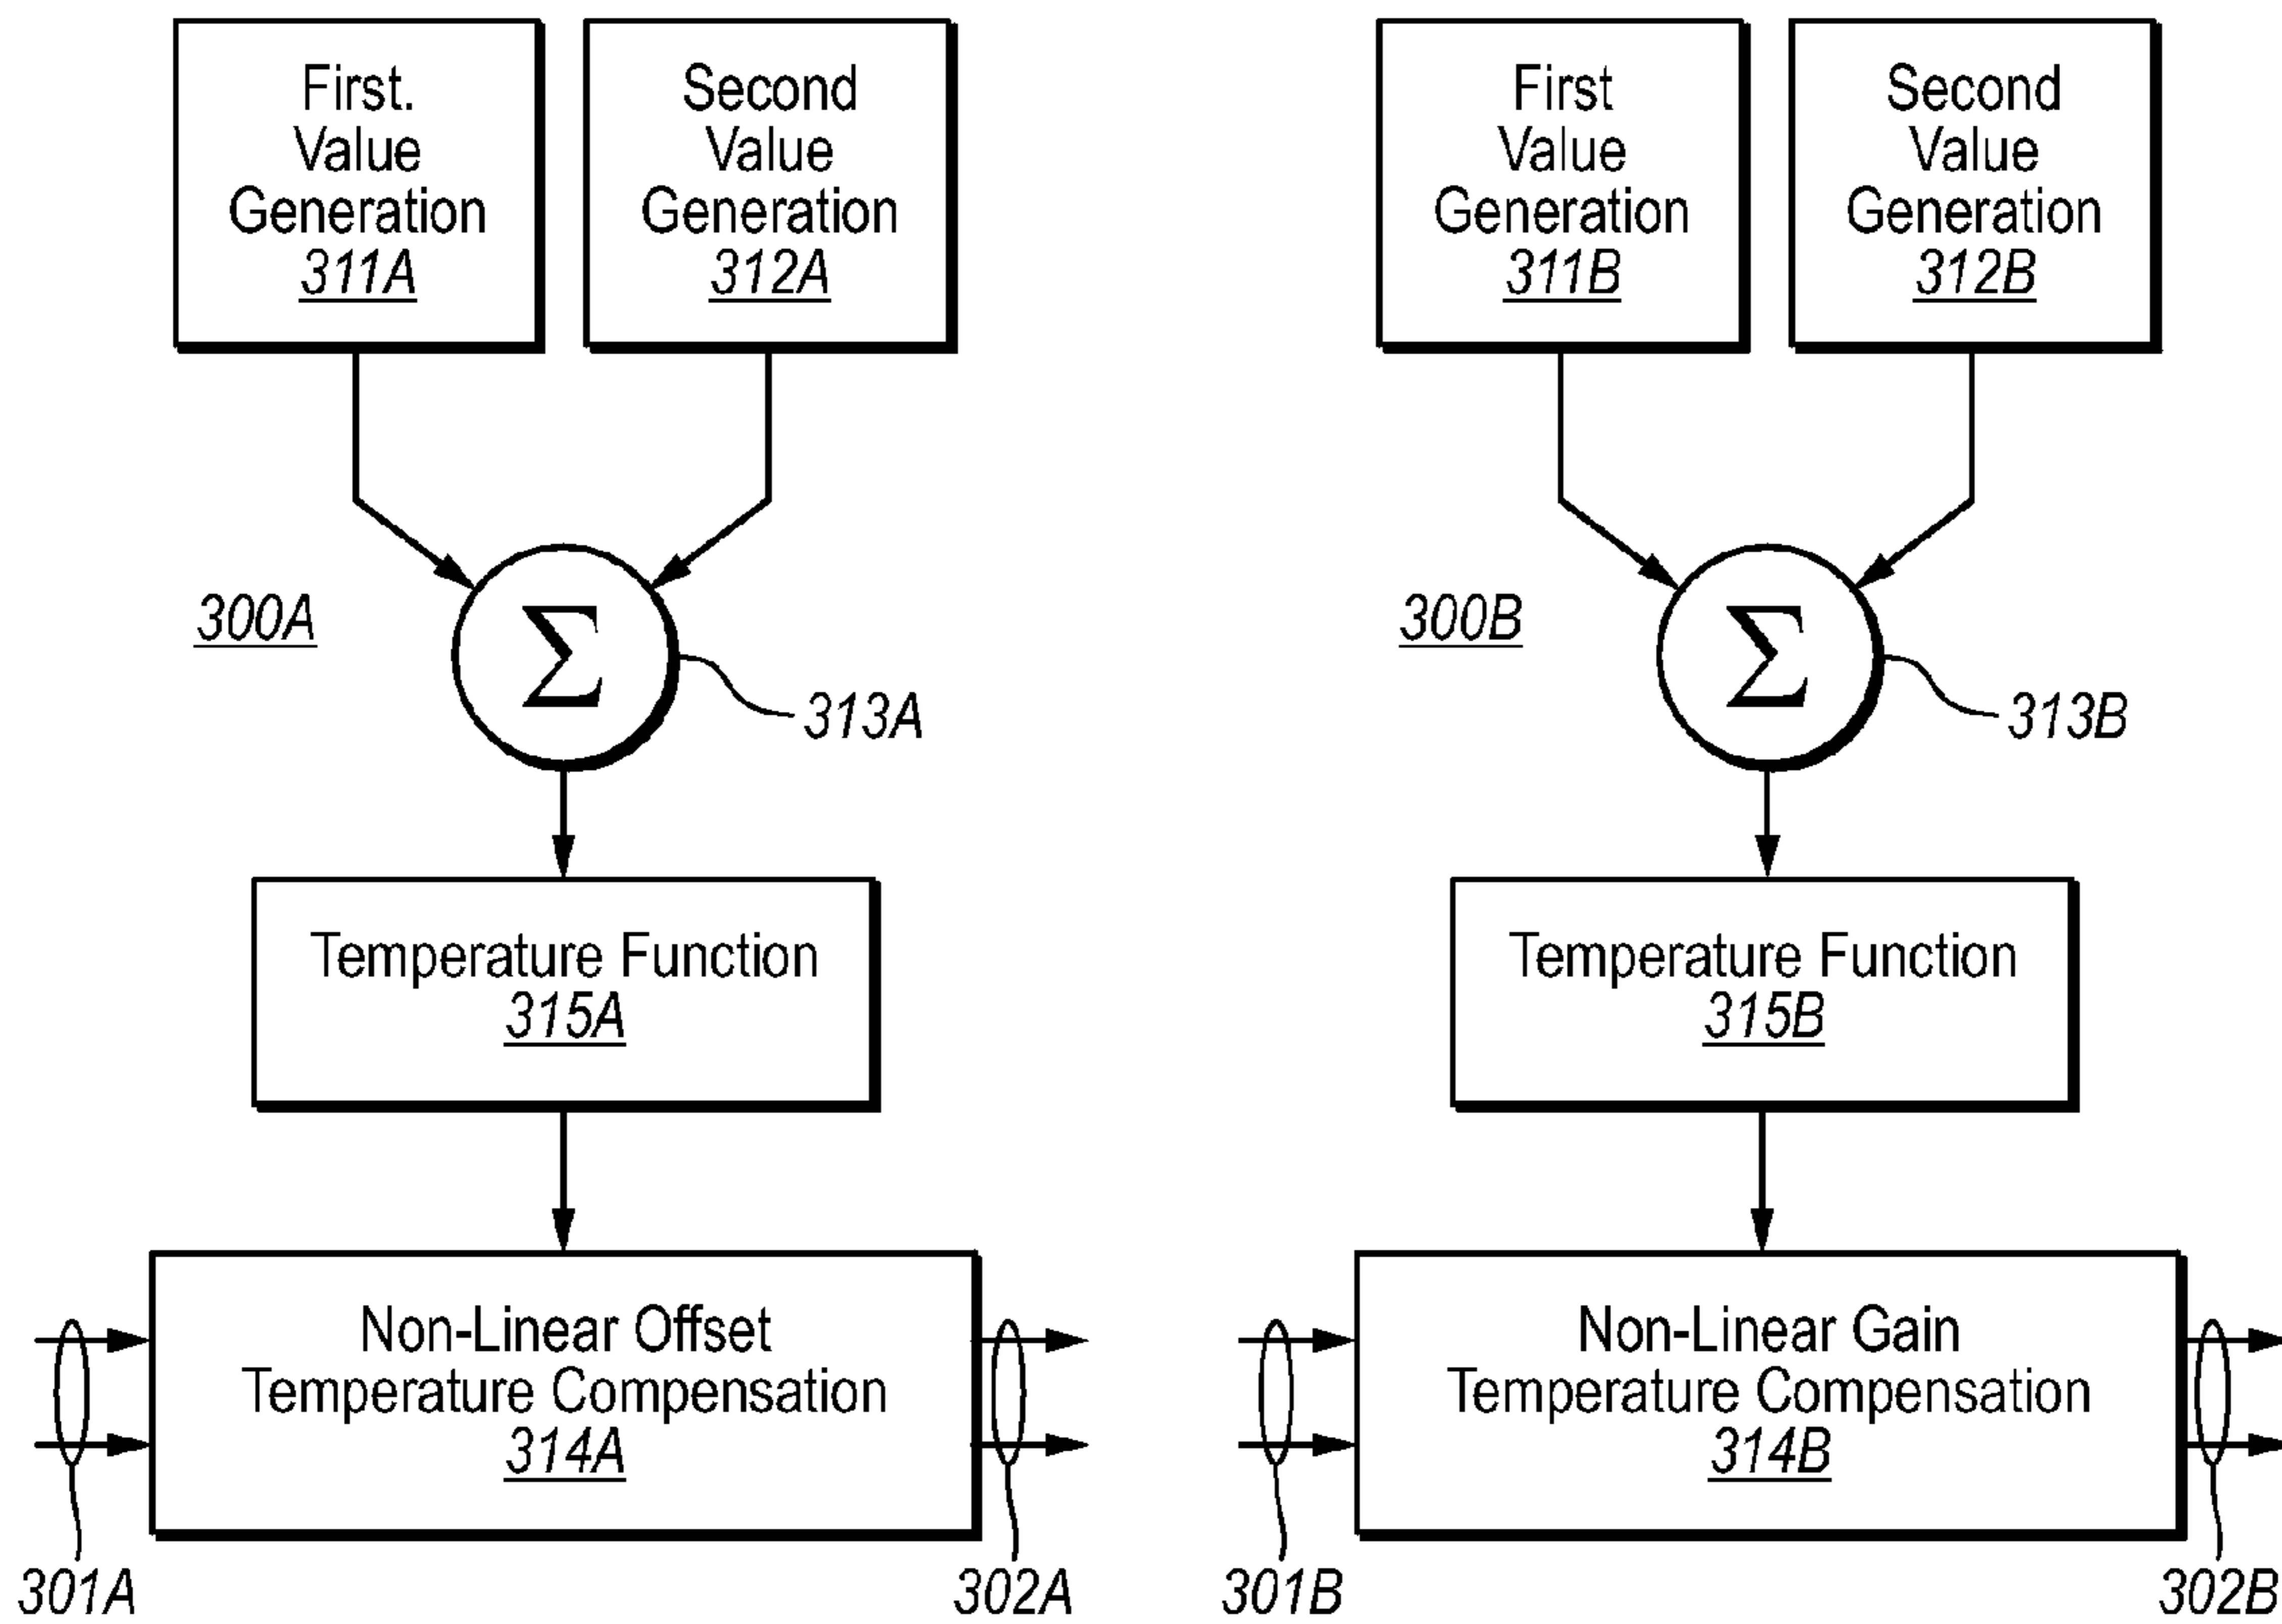 First.
Value
Generation
311A
Second
Value
Generation
312A
300A
Σ
313A
Temperature Function
315A
Non-Linear Offset
Temperature Compensation
314A
301A
302A
First
Value
Generation
311B
Second
Value
Generation
312B
300B
Σ
313B
Temperature Function
315B
Non-Linear Gain
Temperature Compensation
314B
301B
302B